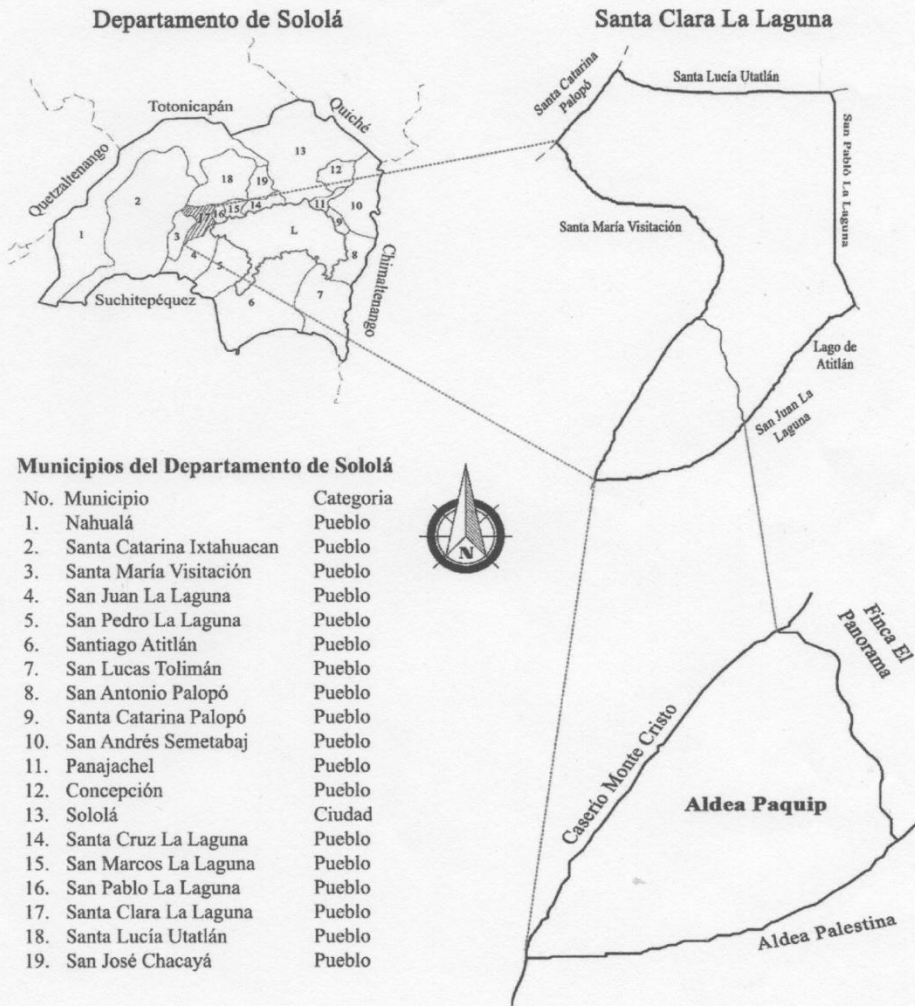 Departamento de Sololá
Santa Clara La Laguna
Totonicapán
Quiché
Quetzaltenango
Chimaltenango
Suchitepéquez
13
12
18
19
2
17
16
15
14
11
10
9
1
3
L
4
5
8
6
7
Santa Catarina
Palopó
Santa Lucía Utatlán
San Pabló La Laguna
Santa María Visitación
Lago de
Atitlán
San Juan La
Laguna
Municipios del Departamento de Sololá
No. Municipio Categoria
1. Nahualá Pueblo
2. Santa Catarina Ixtahuacan Pueblo
3. Santa María Visitación Pueblo
4. San Juan La Laguna Pueblo
5. San Pedro La Laguna Pueblo
6. Santiago Atitlán Pueblo
7. San Lucas Tolimán Pueblo
8. San Antonio Palopó Pueblo
9. Santa Catarina Palopó Pueblo
10. San Andrés Semetabaj Pueblo
11. Panajachel Pueblo
12. Concepción Pueblo
13. Sololá Ciudad
14. Santa Cruz La Laguna Pueblo
15. San Marcos La Laguna Pueblo
16. San Pablo La Laguna Pueblo
17. Santa Clara La Laguna Pueblo
18. Santa Lucía Utatlán Pueblo
19. San José Chacayá Pueblo
N
Finca El
Panorama
Caserío Monte Cristo
Aldea Paquip
Aldea Palestina